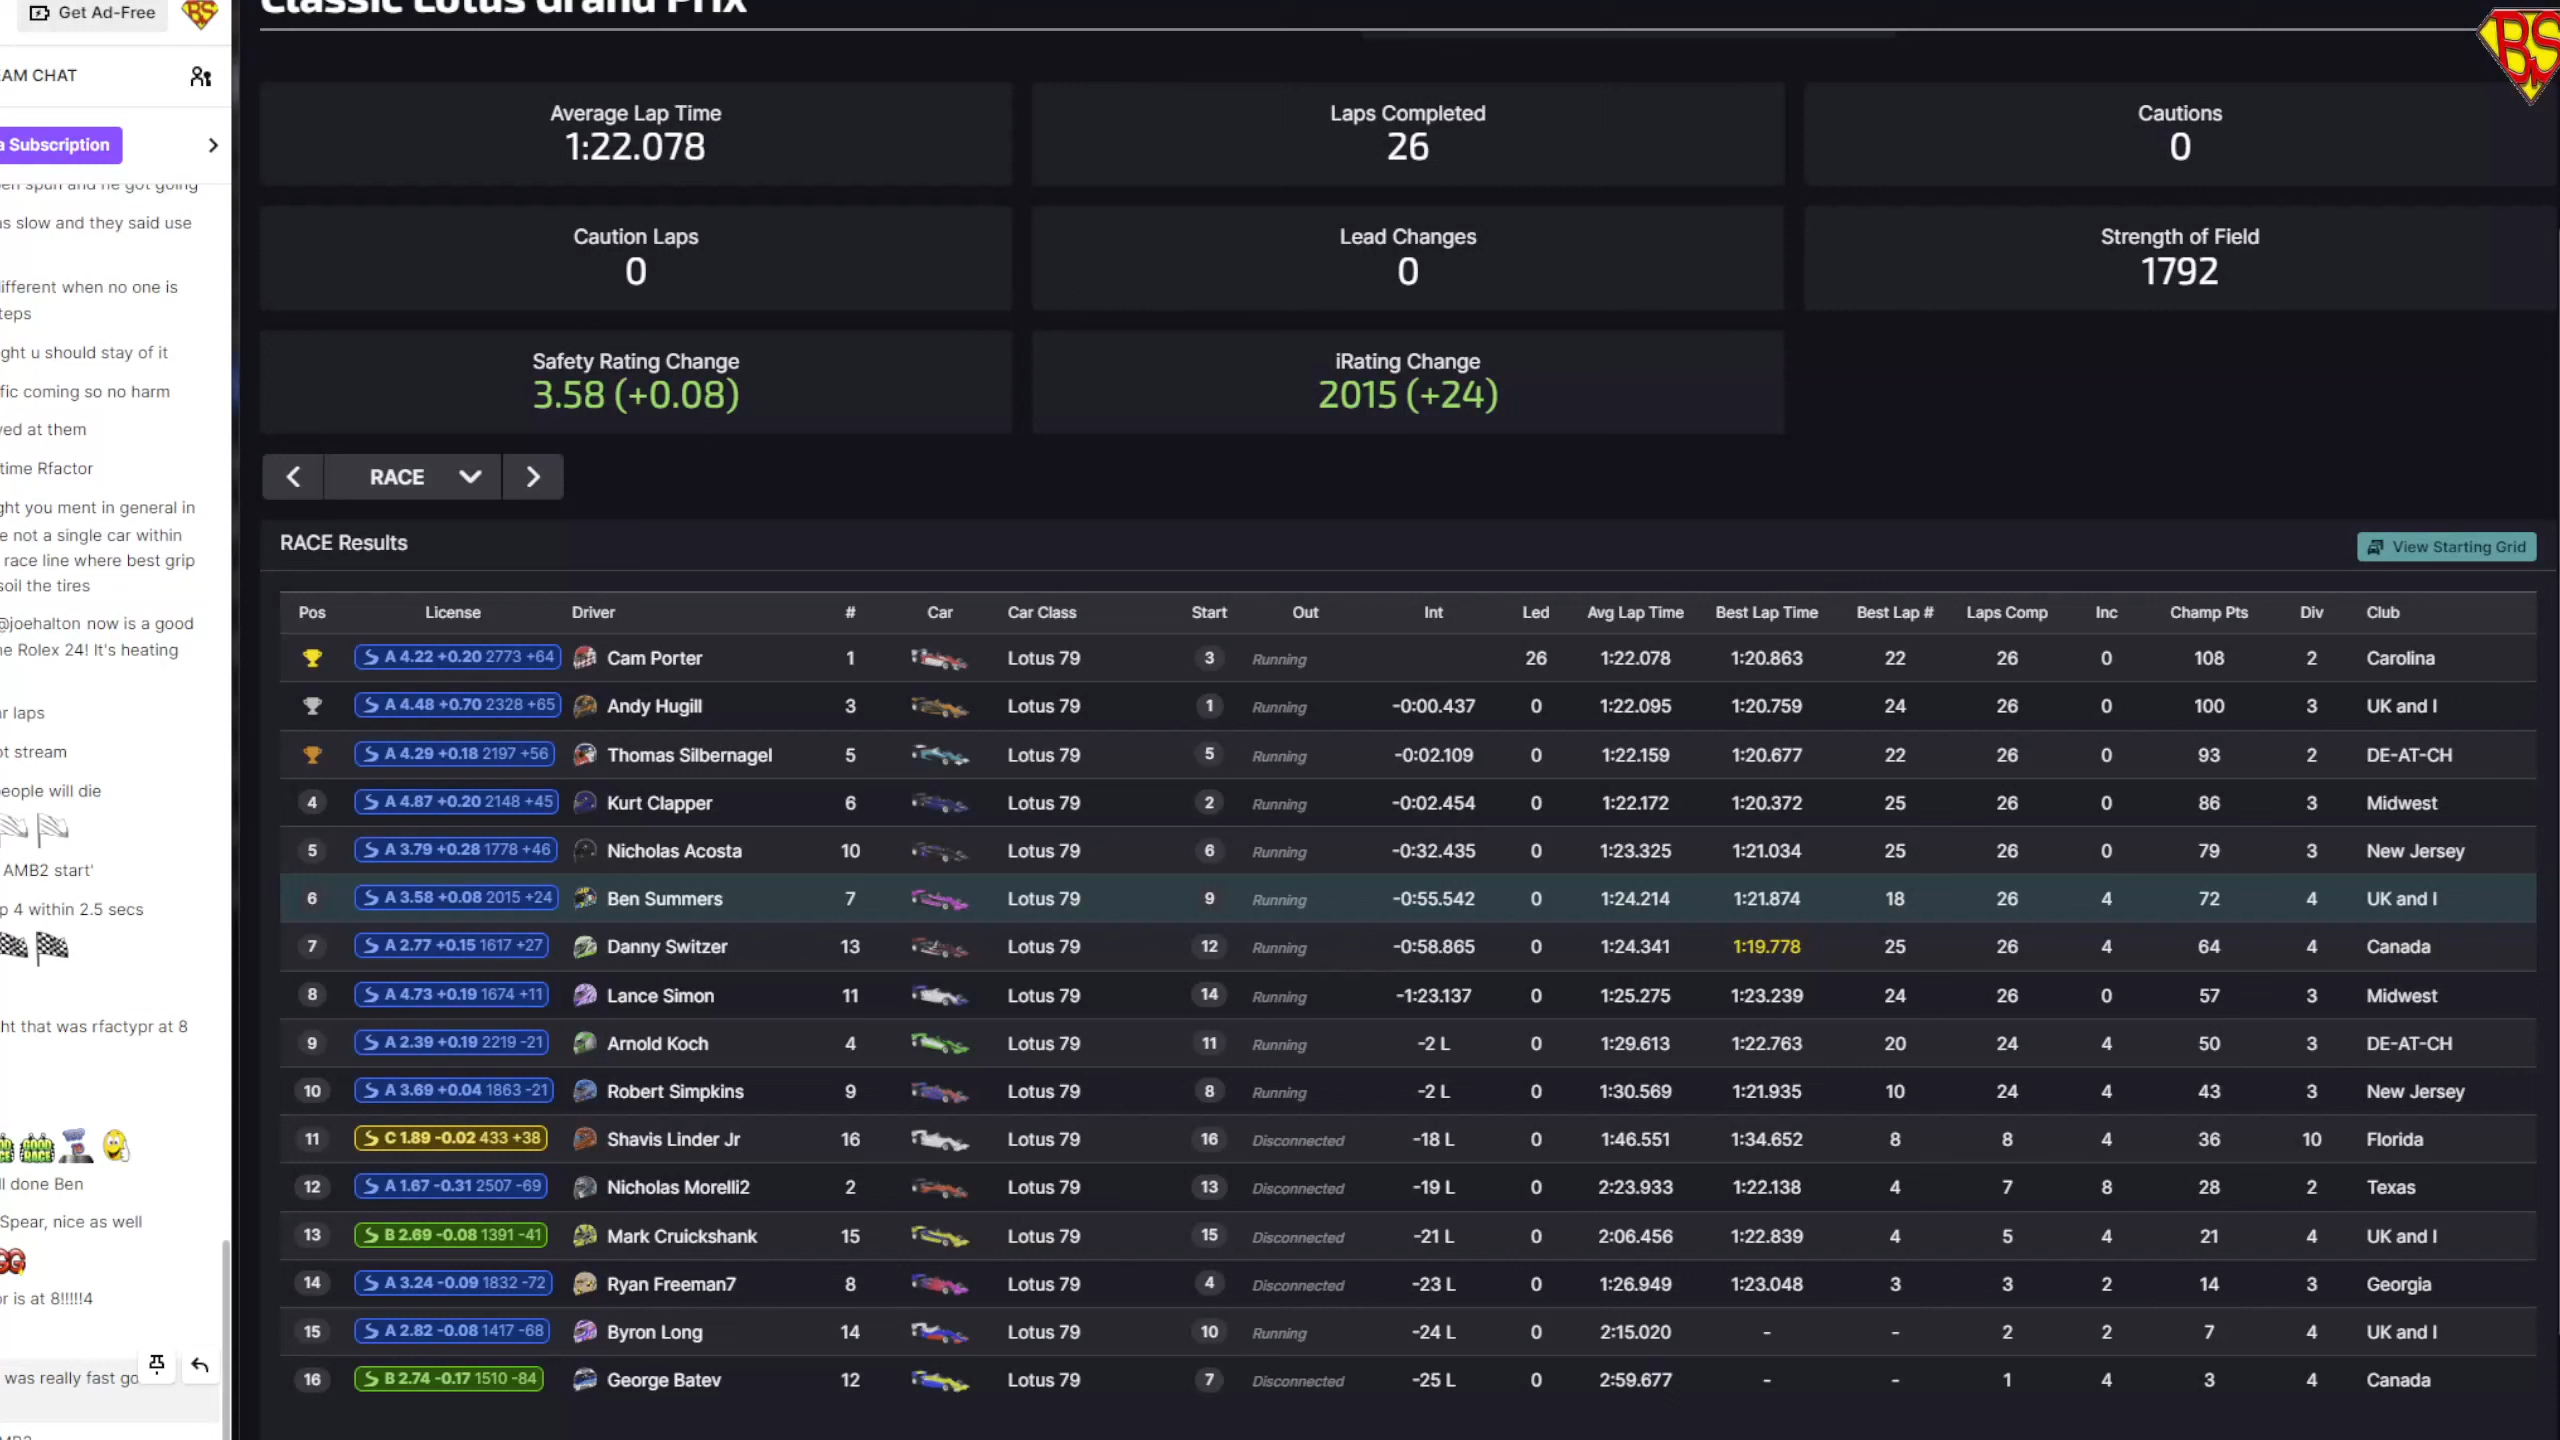 Get Ad-Free
Classic Lotus Grand Prix
AM CHAT
a Subscription
spun and he got going
as slow and they said use
ifferent when no one is
teps
ght u should stay of it
fic coming so no harm
ved at them
time Rfactor
ght you ment in general in
e not a single car within
race line where best grip
soil the tires
@joehalton now is a good
ne Rolex 24! It's heating
r laps
ot stream
eople will die
AMB2 start'
p 4 within 2.5 secs
ht that was rfactypr at 8
ll done Ben
Spear, nice as well
or is at 8!!!!!4
was really fast go
BS
Average Lap Time
1:22.078
Laps Completed
26
Cautions
0
Caution Laps
0
Lead Changes
0
Strength of Field
1792
Safety Rating Change
3.58 (+0.08)
iRating Change
2015 (+24)
RACE
RACE Results
View Starting Grid
Pos License Driver # Car Car Class Start Out Int Led Avg Lap Time Best Lap Time Best Lap # Laps Comp Inc Champ Pts Div Club
A 4.22 +0.20 2773 +64 Cam Porter 1 Lotus 79 3 Running 26 1:22.078 1:20.863 22 26 0 108 2 Carolina
A 4.48 +0.70 2328 +65 Andy Hugill 3 Lotus 79 1 Running -0:00.437 0 1:22.095 1:20.759 24 26 0 100 3 UK and I
A 4.29 +0.18 2197 +56 Thomas Silbernagel 5 Lotus 79 5 Running -0:02.109 0 1:22.159 1:20.677 22 26 0 93 2 DE-AT-CH
4 A 4.87 +0.20 2148 +45 Kurt Clapper 6 Lotus 79 2 Running -0:02.454 0 1:22.172 1:20.372 25 26 0 86 3 Midwest
5 A 3.79 +0.28 1778 +46 Nicholas Acosta 10 Lotus 79 6 Running -0:32.435 0 1:23.325 1:21.034 25 26 0 79 3 New Jersey
6 A 3.58 +0.08 2015 +24 Ben Summers 7 Lotus 79 9 Running -0:55.542 0 1:24.214 1:21.874 18 26 4 72 4 UK and I
7 A 2.77 +0.15 1617 +27 Danny Switzer 13 Lotus 79 12 Running -0:58.865 0 1:24.341 1:19.778 25 26 4 64 4 Canada
8 A 4.73 +0.19 1674 +11 Lance Simon 11 Lotus 79 14 Running -1:23.137 0 1:25.275 1:23.239 24 26 0 57 3 Midwest
9 A 2.39 +0.19 2219 -21 Arnold Koch 4 Lotus 79 11 Running -2 L 0 1:29.613 1:22.763 20 24 4 50 3 DE-AT-CH
10 A 3.69 +0.04 1863 -21 Robert Simpkins 9 Lotus 79 8 Running -2 L 0 1:30.569 1:21.935 10 24 4 43 3 New Jersey
11 C 1.89 -0.02 433 +38 Shavis Linder Jr 16 Lotus 79 16 Disconnected -18 L 0 1:46.551 1:34.652 8 8 4 36 10 Florida
12 A 1.67 -0.31 2507 -69 Nicholas Morelli2 2 Lotus 79 13 Disconnected -19 L 0 2:23.933 1:22.138 4 7 8 28 2 Texas
13 B 2.69 -0.08 1391 -41 Mark Cruickshank 15 Lotus 79 15 Disconnected -21 L 0 2:06.456 1:22.839 4 5 4 21 4 UK and I
14 A 3.24 -0.09 1832 -72 Ryan Freeman7 8 Lotus 79 4 Disconnected -23 L 0 1:26.949 1:23.048 3 3 2 14 3 Georgia
15 A 2.82 -0.08 1417 -68 Byron Long 14 Lotus 79 10 Running -24 L 0 2:15.020 - - 2 2 7 4 UK and I
16 B 2.74 -0.17 1510 -84 George Batev 12 Lotus 79 7 Disconnected -25 L 0 2:59.677 - - 1 4 3 4 Canada